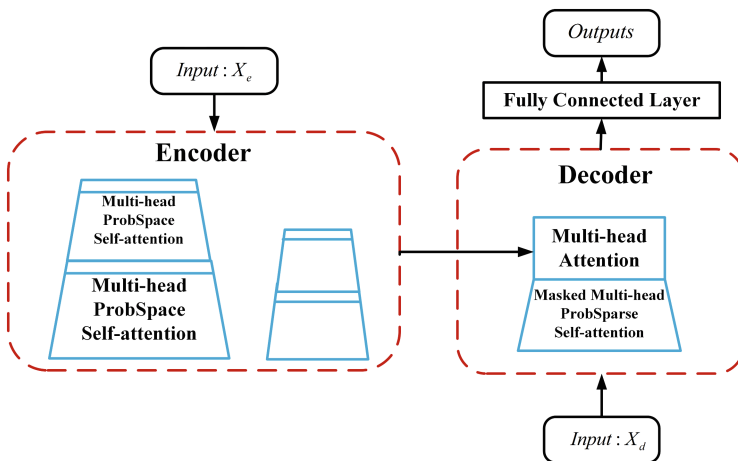 Outputs
Input : Xₑ
Fully Connected Layer
Encoder
Decoder
Multi-head
ProbSpace
Self-attention
Multi-head
ProbSpace
Self-attention
Multi-head
Attention
Masked Multi-head
ProbSparse
Self-attention
Input : X_d